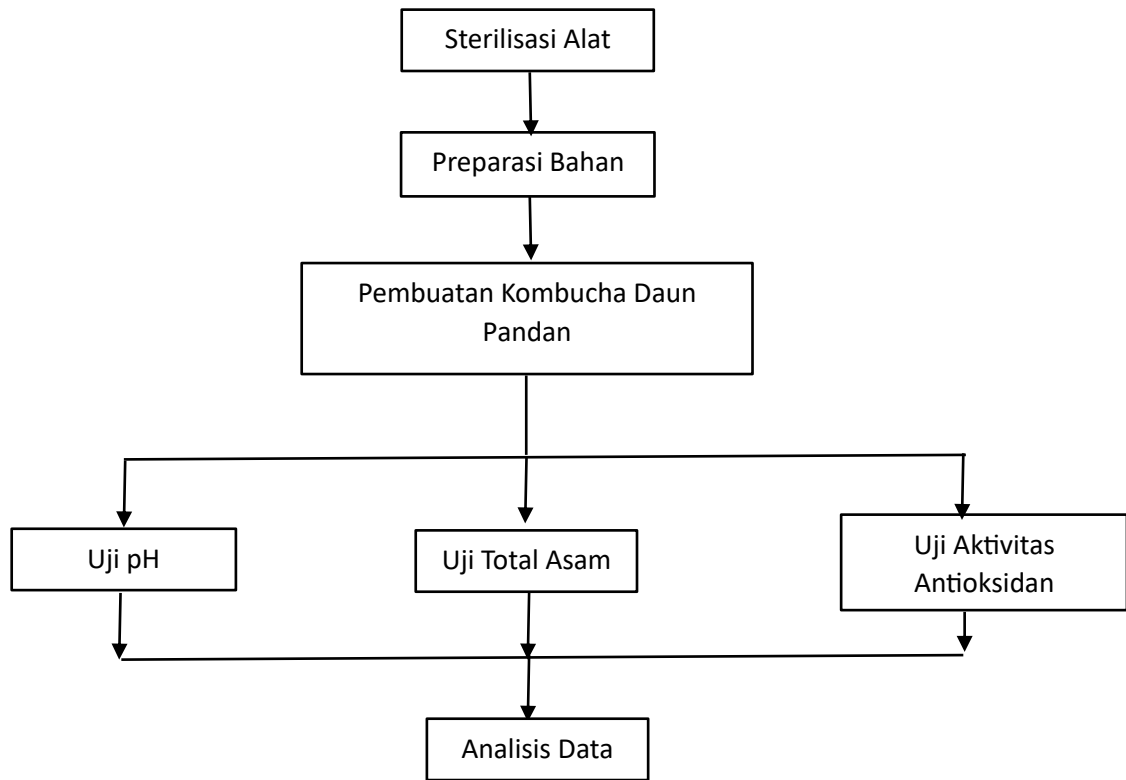 Sterilisasi Alat
Preparasi Bahan
Pembuatan Kombucha Daun
Pandan
Uji pH
Uji Total Asam
Uji Aktivitas
Antioksidan
Analisis Data